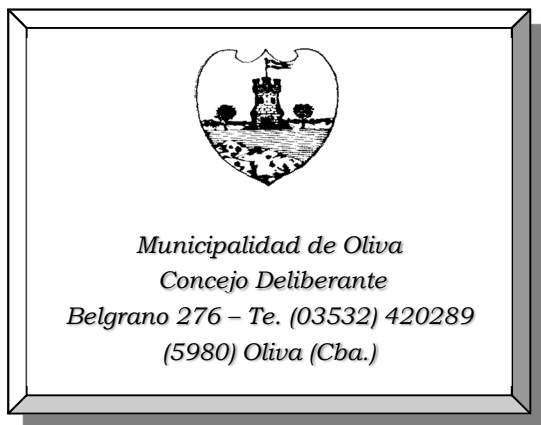 Municipalidad de Oliva
Concejo Deliberante
Belgrano 276 – Te. (03532) 420289
(5980) Oliva (Cba.)